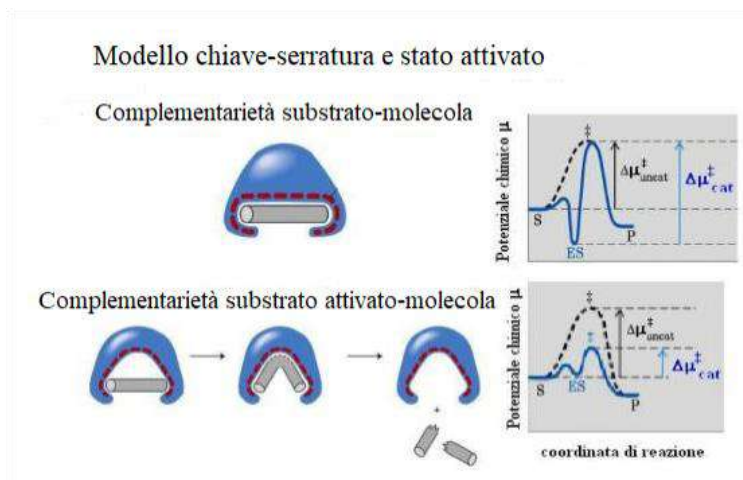 Modello chiave-serratura e stato attivato
Complementarietà substrato-molecola
Potenziale chimico μ
‡
Δμ‡uncat
Δμ‡cat
S
ES
P
Complementarietà substrato attivato-molecola
+
Potenziale chimico μ
‡
‡
Δμ‡uncat
Δμ‡cat
S
ES
P
coordinata di reazione